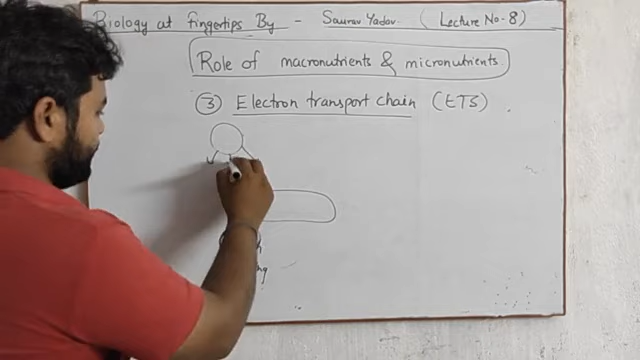 Biology at fingertips By - Saurav Yadav. (Lecture No-8)
Role of macronutrients & micronutrients
③ Electron transport chain (ETS)